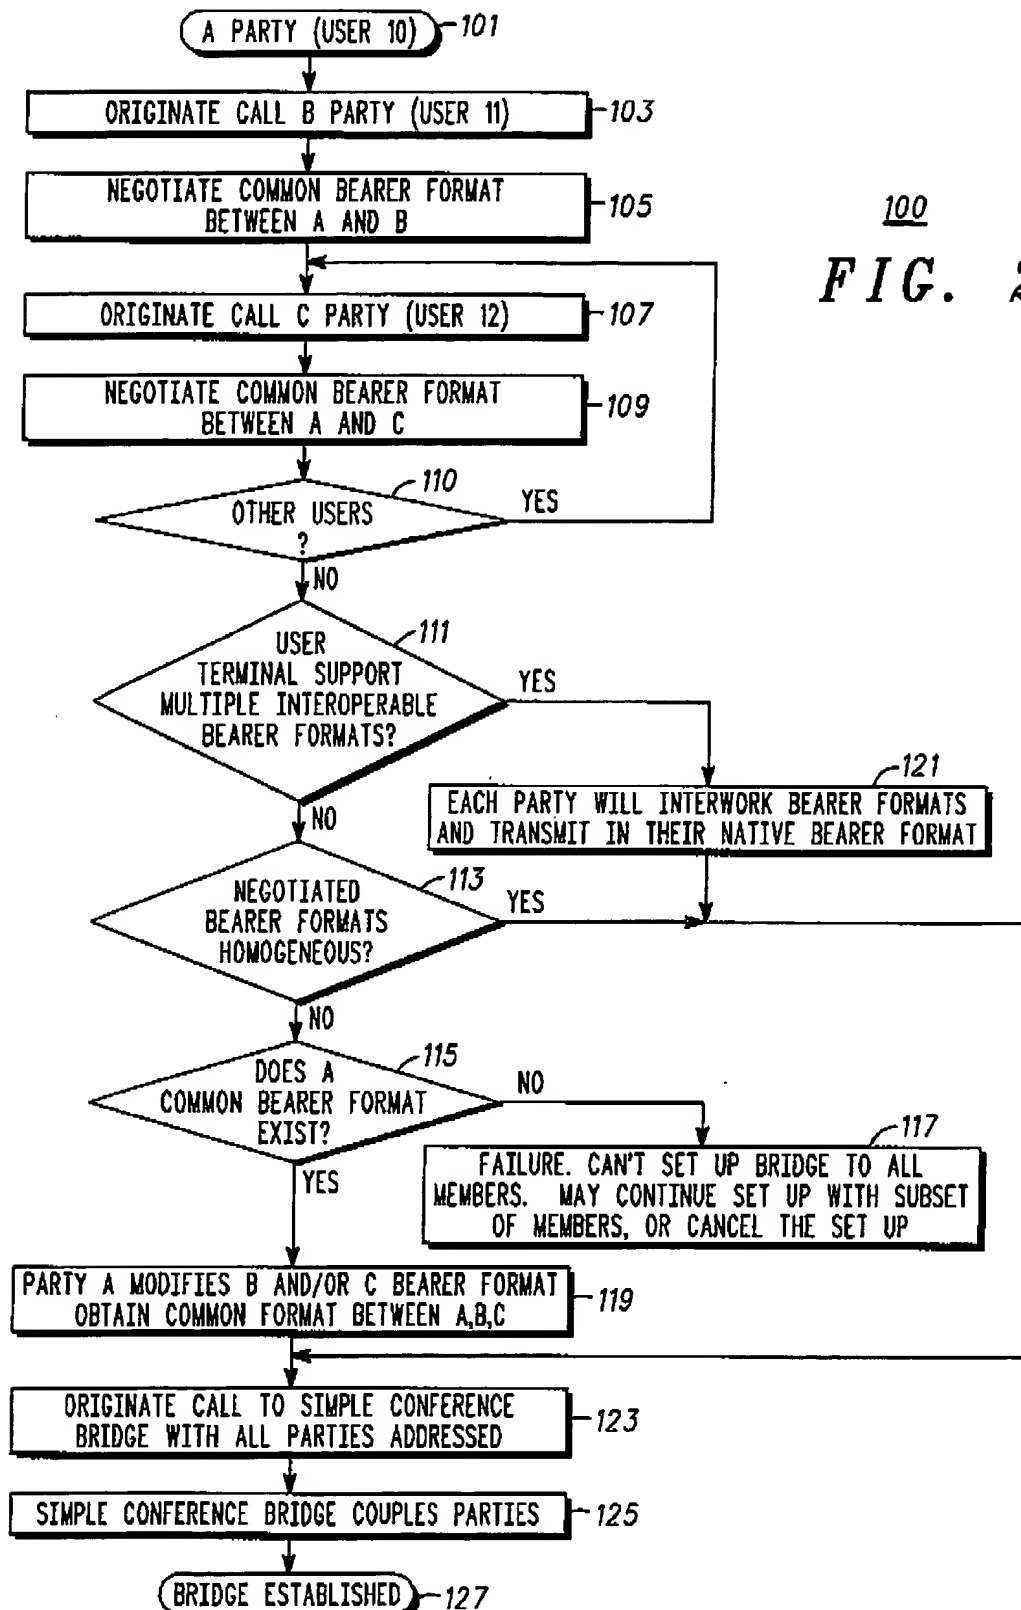 A PARTY (USER 10)
101
ORIGINATE CALL B PARTY (USER 11)
103
NEGOTIATE COMMON BEARER FORMAT
BETWEEN A AND B
105
100
FIG. 2
ORIGINATE CALL C PARTY (USER 12)
107
NEGOTIATE COMMON BEARER FORMAT
BETWEEN A AND C
109
110
OTHER USERS
?
YES
NO
111
USER
TERMINAL SUPPORT
MULTIPLE INTEROPERABLE
BEARER FORMATS?
YES
NO
121
EACH PARTY WILL INTERWORK BEARER FORMATS
AND TRANSMIT IN THEIR NATIVE BEARER FORMAT
113
NEGOTIATED
BEARER FORMATS
HOMOGENEOUS?
YES
NO
115
DOES A
COMMON BEARER FORMAT
EXIST?
NO
YES
117
FAILURE. CAN'T SET UP BRIDGE TO ALL
MEMBERS. MAY CONTINUE SET UP WITH SUBSET
OF MEMBERS, OR CANCEL THE SET UP
PARTY A MODIFIES B AND/OR C BEARER FORMAT
OBTAIN COMMON FORMAT BETWEEN A,B,C
119
ORIGINATE CALL TO SIMPLE CONFERENCE
BRIDGE WITH ALL PARTIES ADDRESSED
123
SIMPLE CONFERENCE BRIDGE COUPLES PARTIES
125
BRIDGE ESTABLISHED
127